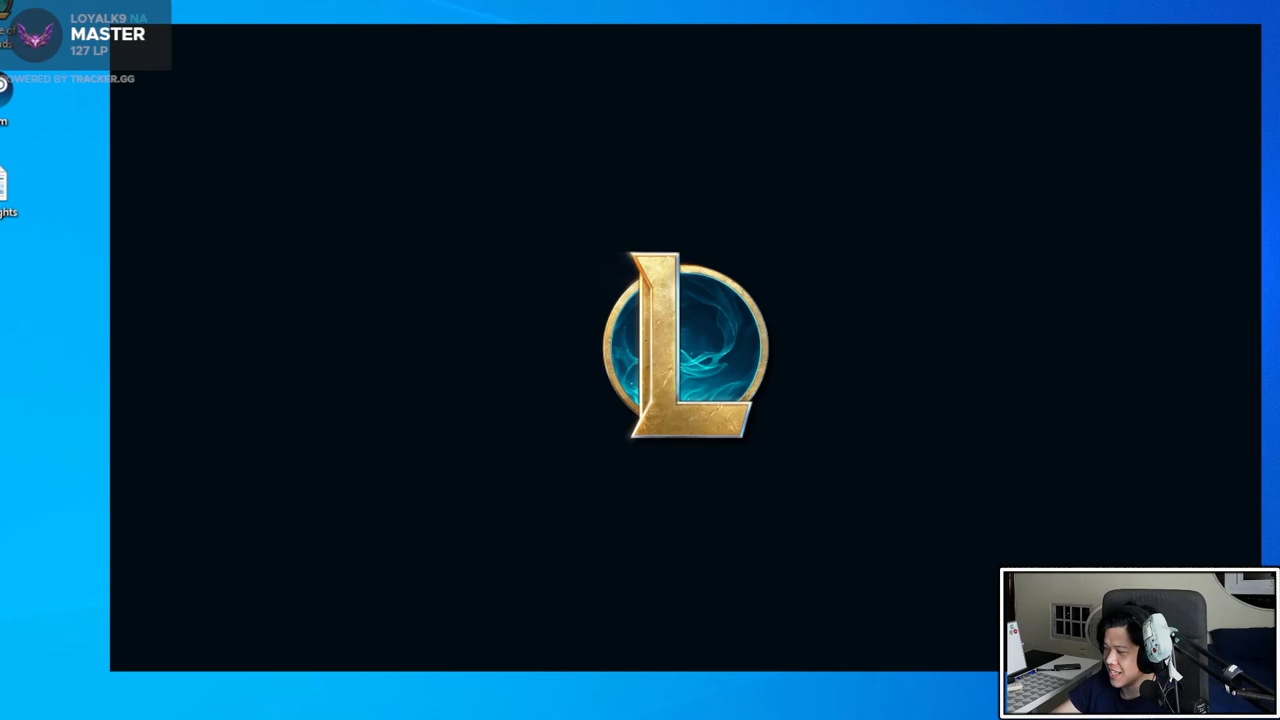 LOYALK9 NA
MASTER
127 LP
POWERED BY TRACKER.GG
L